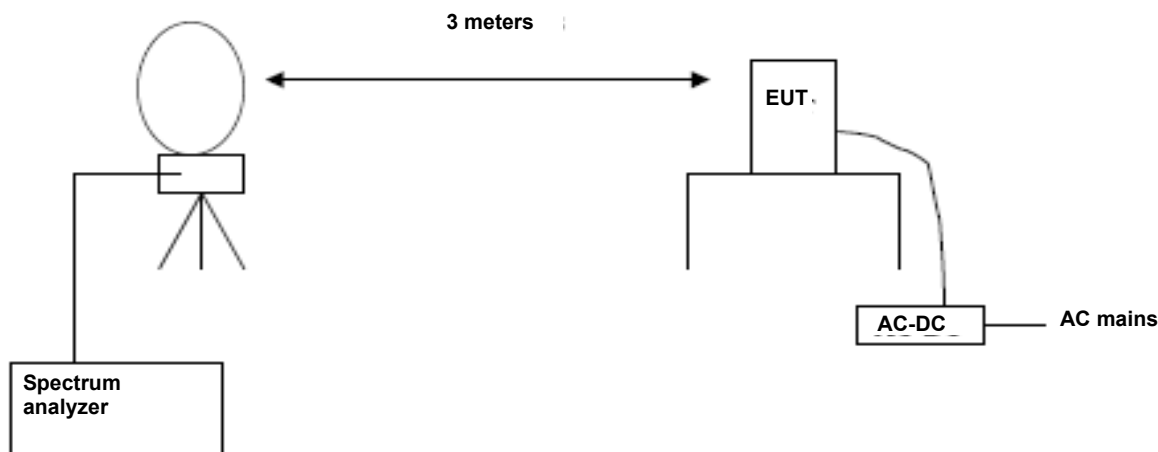 3 meters
EUT
AC-DC
AC mains
Spectrum
analyzer